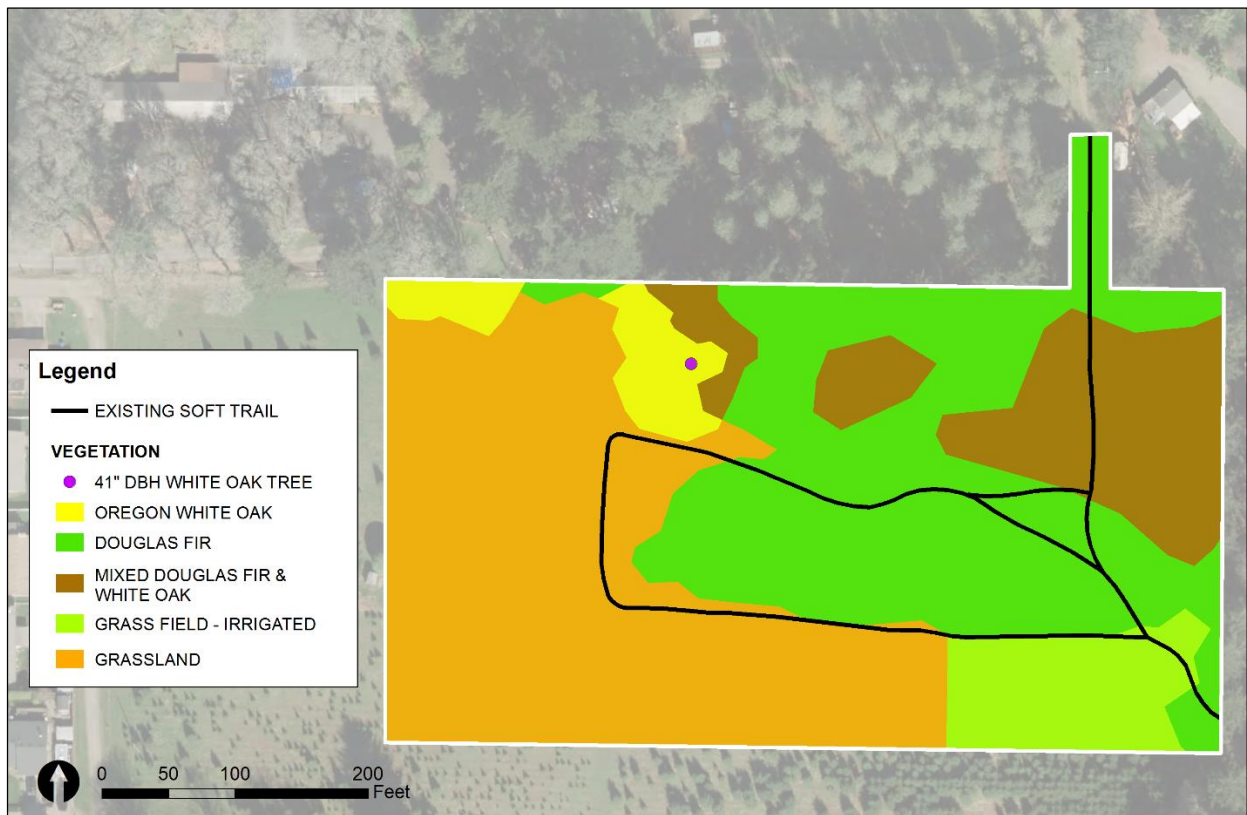 Legend
EXISTING SOFT TRAIL
VEGETATION
41" DBH WHITE OAK TREE
OREGON WHITE OAK
DOUGLAS FIR
MIXED DOUGLAS FIR &
WHITE OAK
GRASS FIELD - IRRIGATED
GRASSLAND
0 50 100 200
Feet